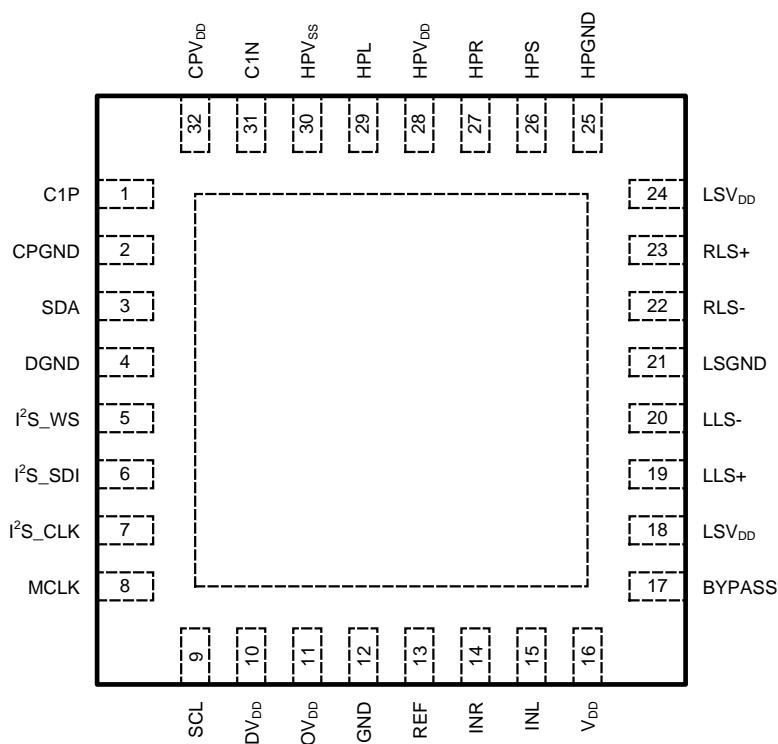 CPVDD C1N HPVSS HPL HPVDD HPR HPS HPGND
32 31 30 29 28 27 26 25
C1P 1 24 LSVDD
CPGND 2 23 RLS+
SDA 3 22 RLS-
DGND 4 21 LSGND
I²S_WS 5 20 LLS-
I²S_SDI 6 19 LLS+
I²S_CLK 7 18 LSVDD
MCLK 8 17 BYPASS
9 10 11 12 13 14 15 16
SCL DVDD OVDD GND REF INR INL VDD